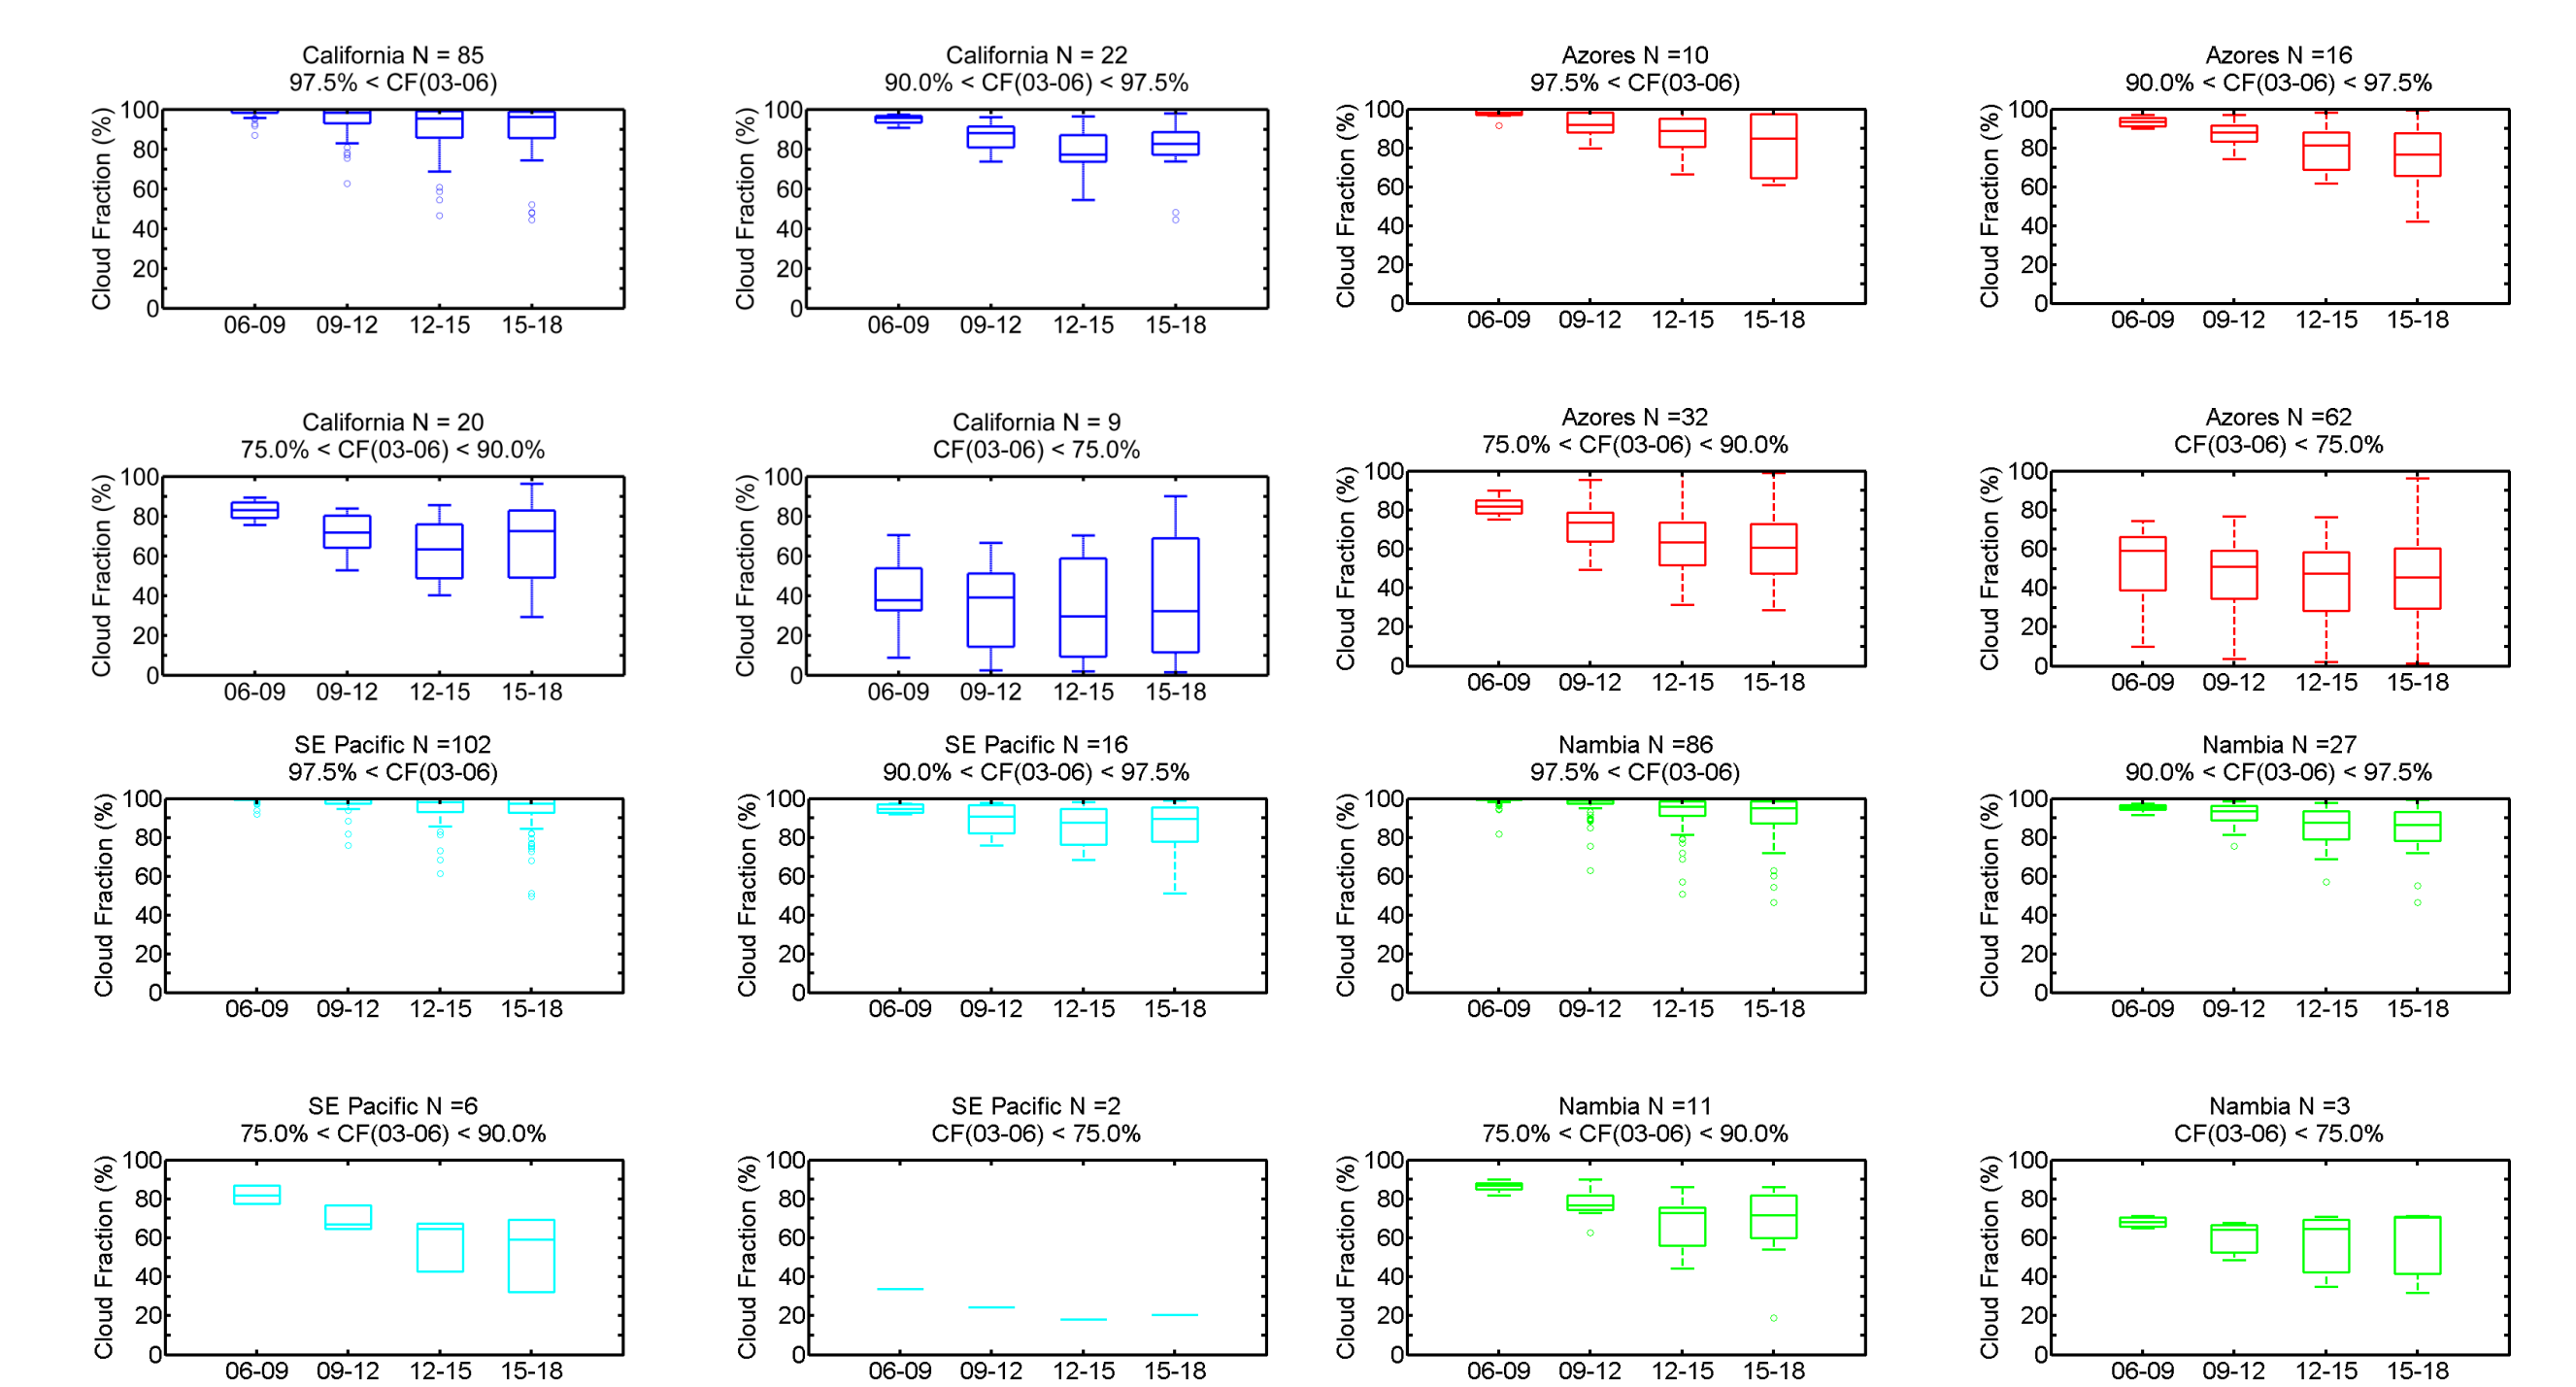 California N = 85
97.5% < CF(03-06)
Cloud Fraction (%)
100
80
60
40
20
0
06-09 09-12 12-15 15-18
California N = 22
90.0% < CF(03-06) < 97.5%
Cloud Fraction (%)
100
80
60
40
20
0
06-09 09-12 12-15 15-18
Azores N =10
97.5% < CF(03-06)
Cloud Fraction (%)
100
80
60
40
20
0
06-09 09-12 12-15 15-18
Azores N =16
90.0% < CF(03-06) < 97.5%
Cloud Fraction (%)
100
80
60
40
20
0
06-09 09-12 12-15 15-18
California N = 20
75.0% < CF(03-06) < 90.0%
Cloud Fraction (%)
100
80
60
40
20
0
06-09 09-12 12-15 15-18
California N = 9
CF(03-06) < 75.0%
Cloud Fraction (%)
100
80
60
40
20
0
06-09 09-12 12-15 15-18
Azores N =32
75.0% < CF(03-06) < 90.0%
Cloud Fraction (%)
100
80
60
40
20
0
06-09 09-12 12-15 15-18
Azores N =62
CF(03-06) < 75.0%
Cloud Fraction (%)
100
80
60
40
20
0
06-09 09-12 12-15 15-18
SE Pacific N =102
97.5% < CF(03-06)
Cloud Fraction (%)
100
80
60
40
20
0
06-09 09-12 12-15 15-18
SE Pacific N =16
90.0% < CF(03-06) < 97.5%
Cloud Fraction (%)
100
80
60
40
20
0
06-09 09-12 12-15 15-18
Nambia N =86
97.5% < CF(03-06)
Cloud Fraction (%)
100
80
60
40
20
0
06-09 09-12 12-15 15-18
Nambia N =27
90.0% < CF(03-06) < 97.5%
Cloud Fraction (%)
100
80
60
40
20
0
06-09 09-12 12-15 15-18
SE Pacific N =6
75.0% < CF(03-06) < 90.0%
Cloud Fraction (%)
100
80
60
40
20
0
06-09 09-12 12-15 15-18
SE Pacific N =2
CF(03-06) < 75.0%
Cloud Fraction (%)
100
80
60
40
20
0
06-09 09-12 12-15 15-18
Nambia N =11
75.0% < CF(03-06) < 90.0%
Cloud Fraction (%)
100
80
60
40
20
0
06-09 09-12 12-15 15-18
Nambia N =3
CF(03-06) < 75.0%
Cloud Fraction (%)
100
80
60
40
20
0
06-09 09-12 12-15 15-18